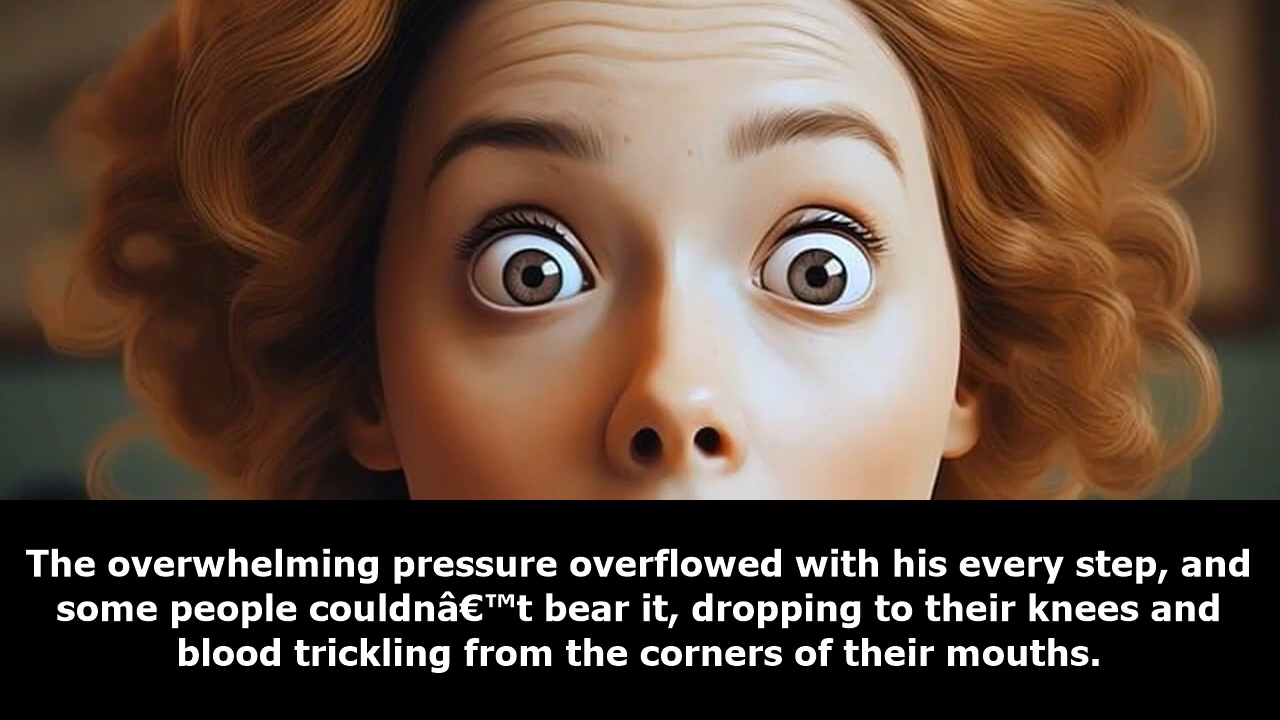 The overwhelming pressure overflowed with his every step, and
some people couldnâ€™t bear it, dropping to their knees and
blood trickling from the corners of their mouths.